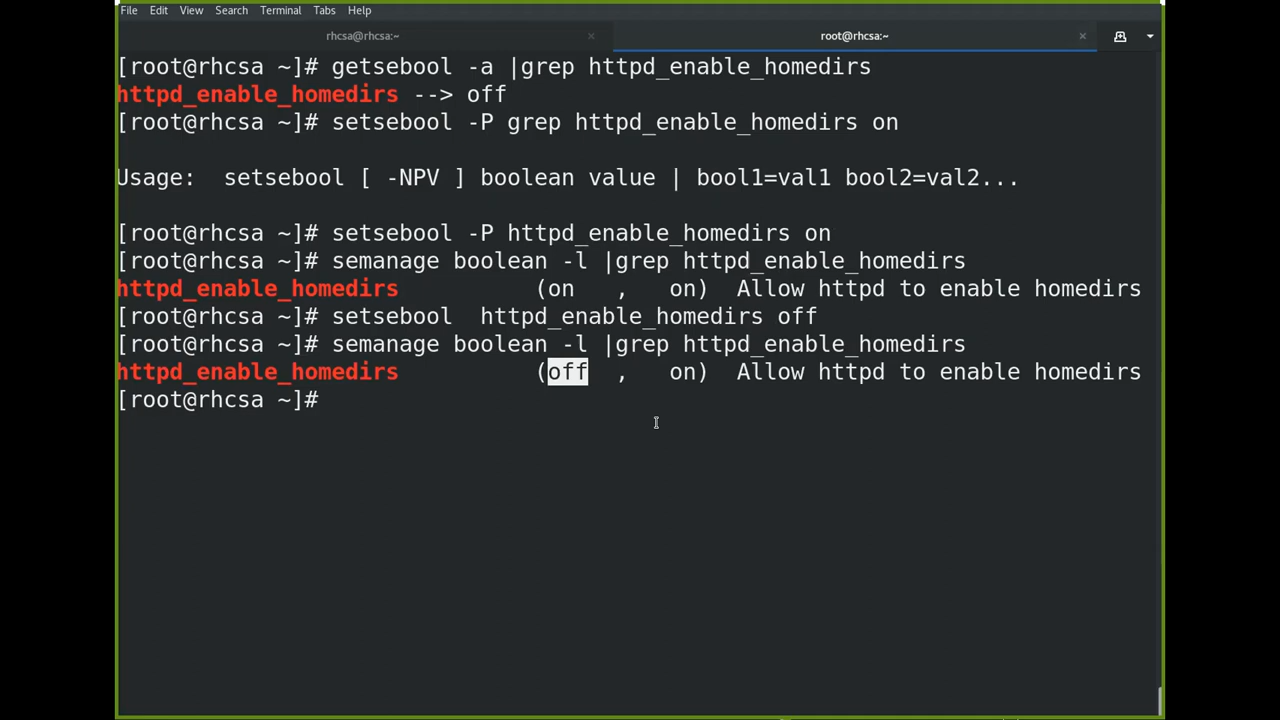 File Edit View Search Terminal Tabs Help
rhcsa@rhcsa:~ × root@rhcsa:~ ×
[root@rhcsa ~]# getsebool -a |grep httpd_enable_homedirs
httpd_enable_homedirs --> off
[root@rhcsa ~]# setsebool -P grep httpd_enable_homedirs on
Usage:  setsebool [ -NPV ] boolean value | bool1=val1 bool2=val2...
[root@rhcsa ~]# setsebool -P httpd_enable_homedirs on
[root@rhcsa ~]# semanage boolean -l |grep httpd_enable_homedirs
httpd_enable_homedirs          (on   ,   on)  Allow httpd to enable homedirs
[root@rhcsa ~]# setsebool  httpd_enable_homedirs off
[root@rhcsa ~]# semanage boolean -l |grep httpd_enable_homedirs
httpd_enable_homedirs          (off  ,   on)  Allow httpd to enable homedirs
[root@rhcsa ~]#